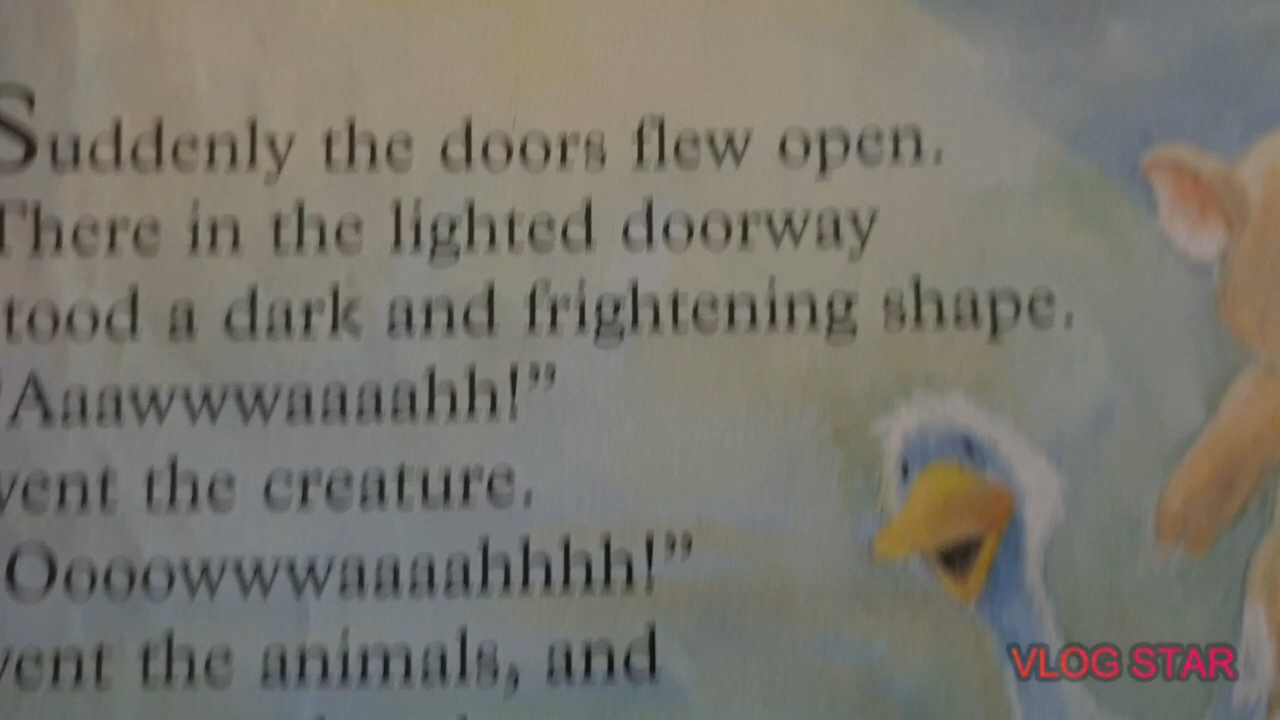 Suddenly the doors flew open.
There in the lighted doorway
tood a dark and frightening shape.
"Aaawwwaaaahh!"
went the creature.
"Oooowwwaaaahhhh!"
went the animals, and
VLOG STAR